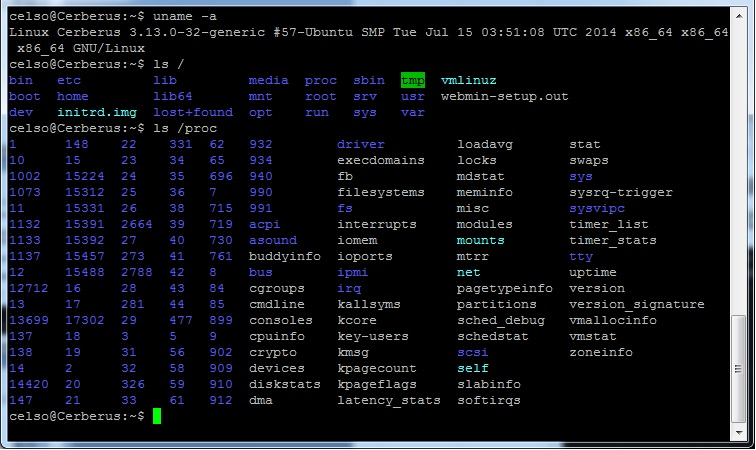 celso@Cerberus:~$ uname -a
Linux Cerberus 3.13.0-32-generic #57-Ubuntu SMP Tue Jul 15 03:51:08 UTC 2014 x86_64 x86_64
 x86_64 GNU/Linux
celso@Cerberus:~$ ls /
bin   etc         lib         media  proc  sbin  tmp  vmlinuz
boot  home        lib64       mnt    root  srv   usr  webmin-setup.out
dev   initrd.img  lost+found  opt    run   sys   var
celso@Cerberus:~$ ls /proc
1      148    22    331  62   932        driver         loadavg       stat
10     15     23    34   65   934        execdomains    locks         swaps
1002   15224  24    35   696  940        fb             mdstat        sys
1073   15312  25    36   7    990        filesystems    meminfo       sysrq-trigger
11     15331  26    38   715  991        fs             misc          sysvipc
1132   15391  2664  39   719  acpi       interrupts     modules       timer_list
1133   15392  27    40   730  asound     iomem          mounts        timer_stats
1137   15457  273   41   761  buddyinfo  ioports        mtrr          tty
12     15488  2788  42   8    bus        ipmi           net           uptime
12712  16     28    43   84   cgroups    irq            pagetypeinfo  version
13     17     281   44   85   cmdline    kallsyms       partitions    version_signature
13699  17302  29    477  899  consoles   kcore          sched_debug   vmallocinfo
137    18     3     5    9    cpuinfo    key-users      schedstat     vmstat
138    19     31    56   902  crypto     kmsg           scsi          zoneinfo
14     2      32    58   909  devices    kpagecount     self
14420  20     326   59   910  diskstats  kpageflags     slabinfo
147    21     33    61   912  dma        latency_stats  softirqs
celso@Cerberus:~$